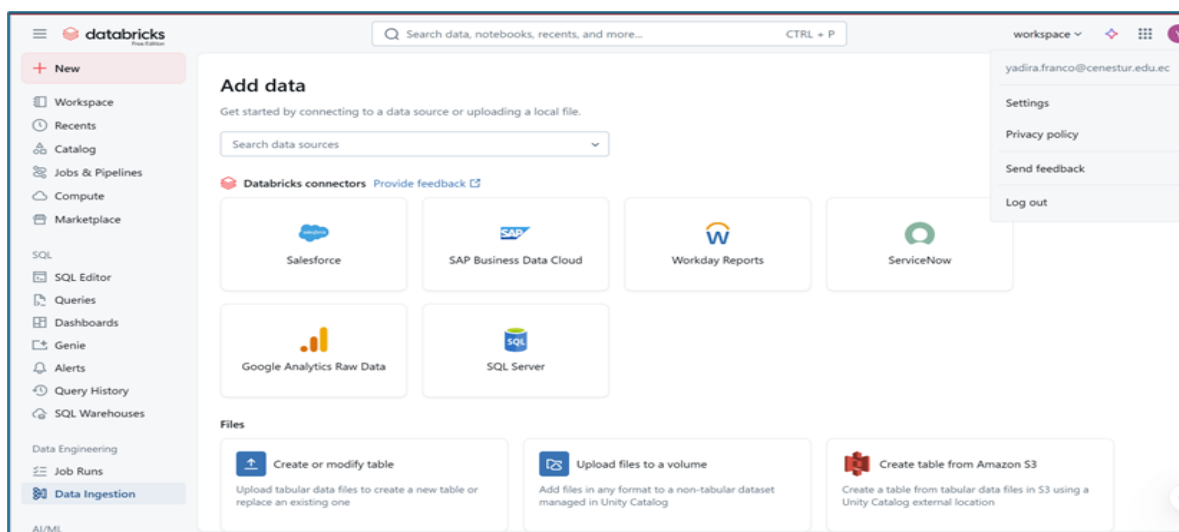 databricks
Free Edition
Search data, notebooks, recents, and more...
CTRL + P
workspace
New
Workspace
Recents
Catalog
Jobs & Pipelines
Compute
Marketplace
SQL
SQL Editor
Queries
Dashboards
Genie
Alerts
Query History
SQL Warehouses
Data Engineering
Job Runs
Data Ingestion
AI/ML
Add data
Get started by connecting to a data source or uploading a local file.
Search data sources
Databricks connectors Provide feedback
salesforce
Salesforce
SAP
SAP Business Data Cloud
Workday Reports
ServiceNow
Google Analytics Raw Data
SQL
SQL Server
Files
Create or modify table
Upload tabular data files to create a new table or
replace an existing one
Upload files to a volume
Add files in any format to a non-tabular dataset
managed in Unity Catalog
Create table from Amazon S3
Create a table from tabular data files in S3 using a
Unity Catalog external location
yadira.franco@cenestur.edu.ec
Settings
Privacy policy
Send feedback
Log out